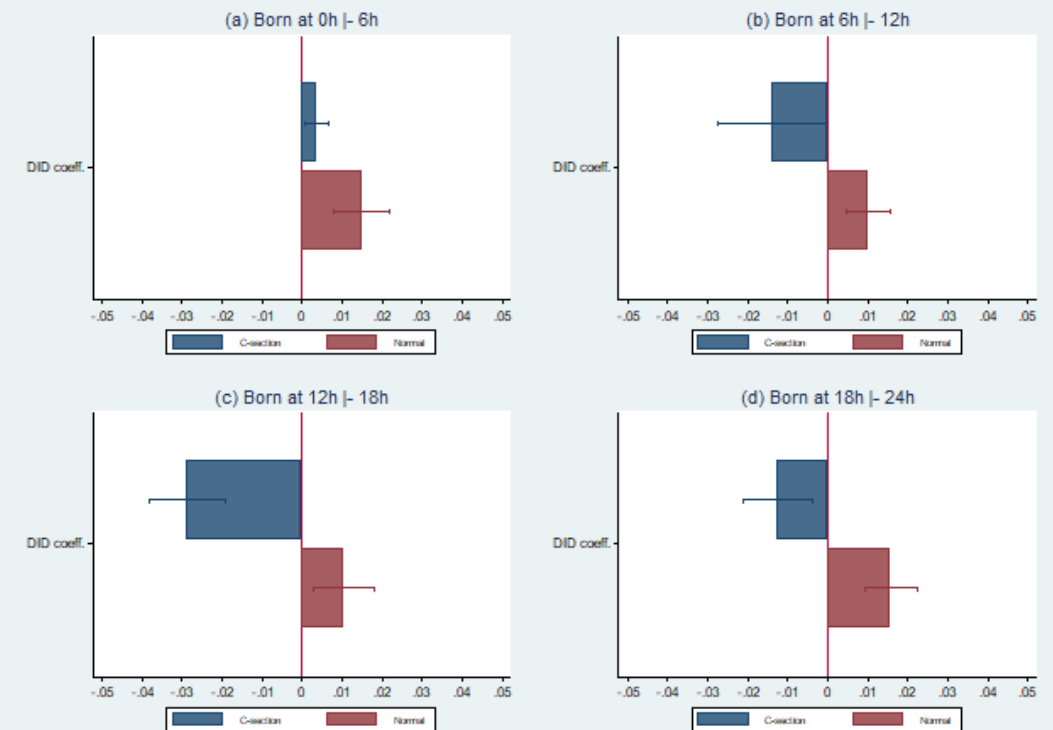 (a) Born at 0h |- 6h
DID coeff.
-.05 -.04 -.03 -.02 -.01 0 .01 .02 .03 .04 .05
C-section Normal
(b) Born at 6h |- 12h
DID coeff.
-.05 -.04 -.03 -.02 -.01 0 .01 .02 .03 .04 .05
C-section Normal
(c) Born at 12h |- 18h
DID coeff.
-.05 -.04 -.03 -.02 -.01 0 .01 .02 .03 .04 .05
C-section Normal
(d) Born at 18h |- 24h
DID coeff.
-.05 -.04 -.03 -.02 -.01 0 .01 .02 .03 .04 .05
C-section Normal